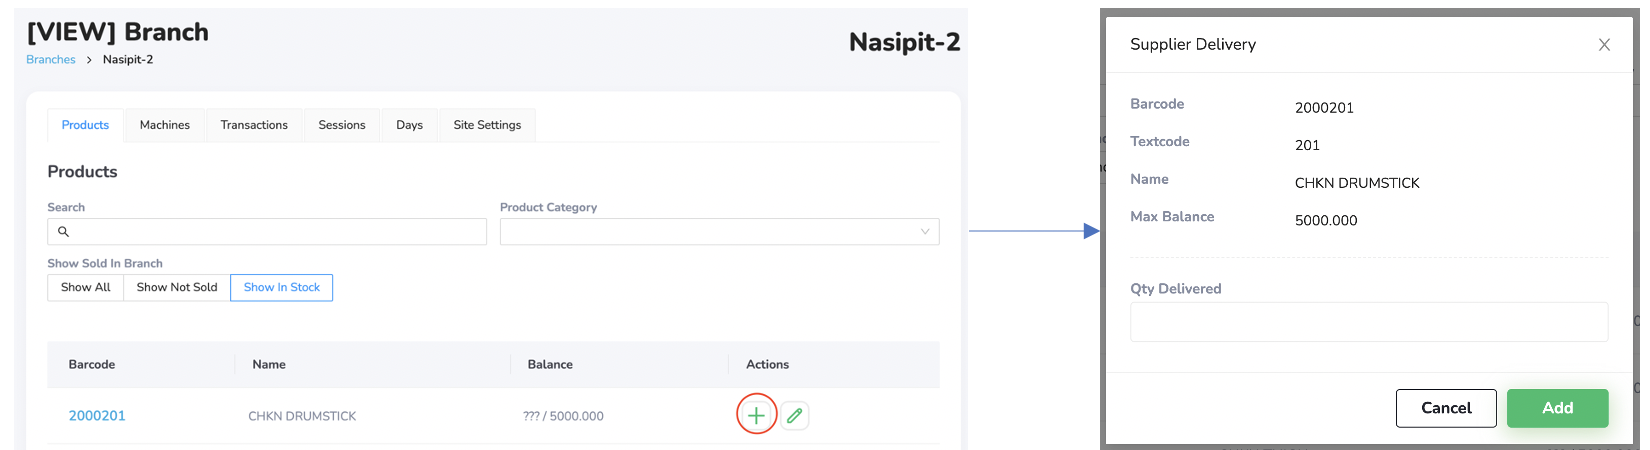 [VIEW] Branch
Nasipit-2
Branches > Nasipit-2
Products Machines Transactions Sessions Days Site Settings
Products
Search Product Category
Show Sold In Branch
Show All Show Not Sold Show In Stock
Barcode Name Balance Actions
2000201 CHKN DRUMSTICK ??? / 5000.000
Supplier Delivery
Barcode 2000201
Textcode 201
Name CHKN DRUMSTICK
Max Balance 5000.000
Qty Delivered
Cancel Add